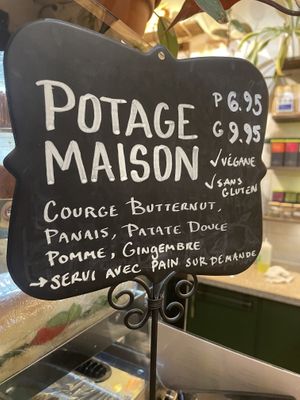 POTAGE
MAISON
P 6.95
G 9.95
✓ VÉGANE
✓ SANS
GLUTEN
COURGE BUTTERNUT,
PANAIS, PATATE DOUCE
POMME, GINGEMBRE
→ SERVI AVEC PAIN SUR DEMANDE